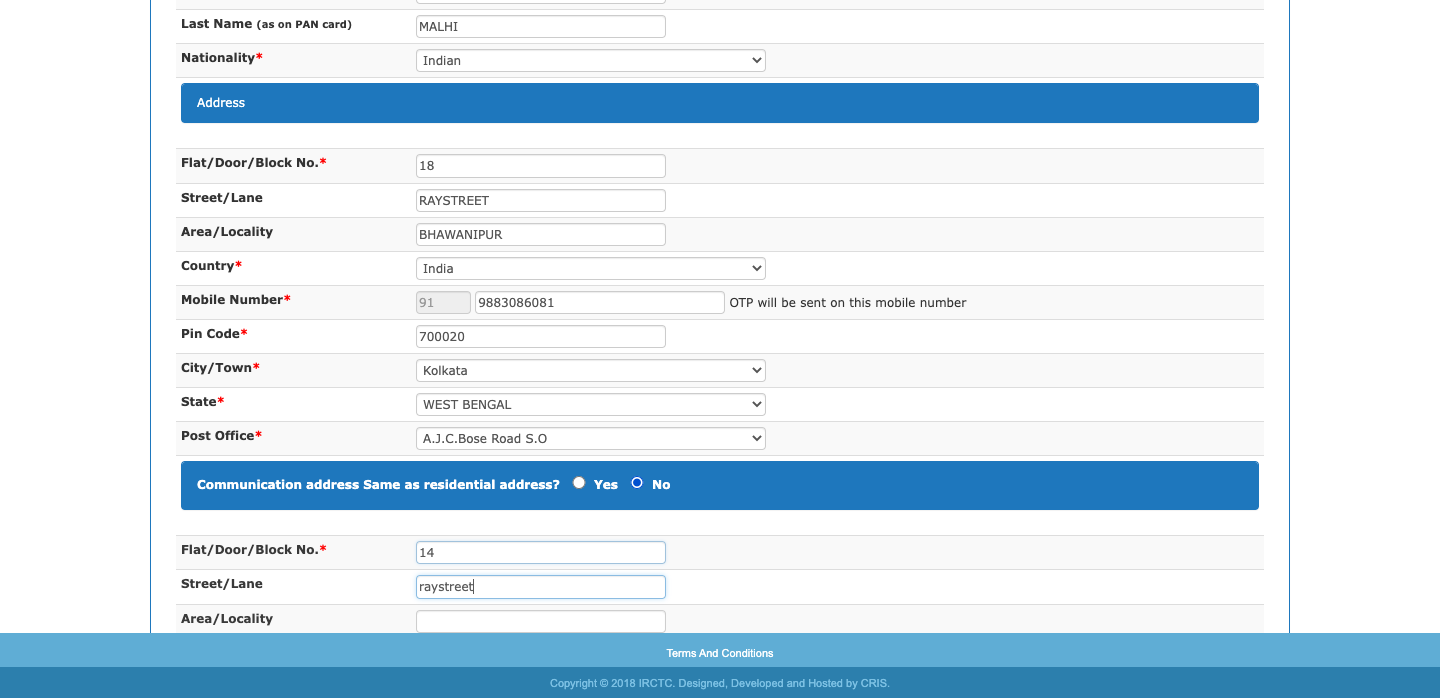 Last Name (as on PAN card) MALHI
Nationality* Indian
Address
Flat/Door/Block No.* 18
Street/Lane RAYSTREET
Area/Locality BHAWANIPUR
Country* India
Mobile Number* 91 9883086081 OTP will be sent on this mobile number
Pin Code* 700020
City/Town* Kolkata
State* WEST BENGAL
Post Office* A.J.C.Bose Road S.O
Communication address Same as residential address? Yes No
Flat/Door/Block No.* 14
Street/Lane raystreet
Area/Locality
Terms And Conditions
Copyright © 2018 IRCTC. Designed, Developed and Hosted by CRIS.